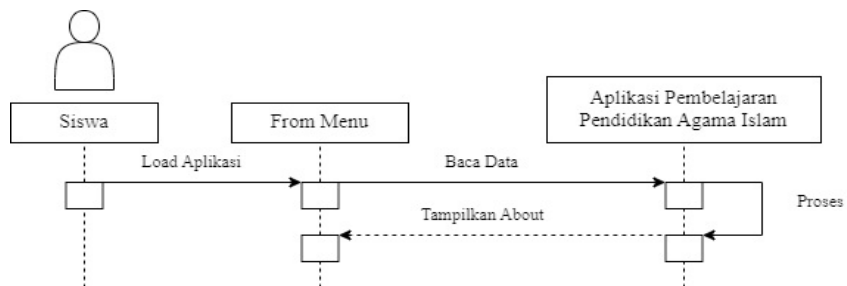 Siswa
From Menu
Aplikasi Pembelajaran
Pendidikan Agama Islam
Load Aplikasi
Baca Data
Proses
Tampilkan About